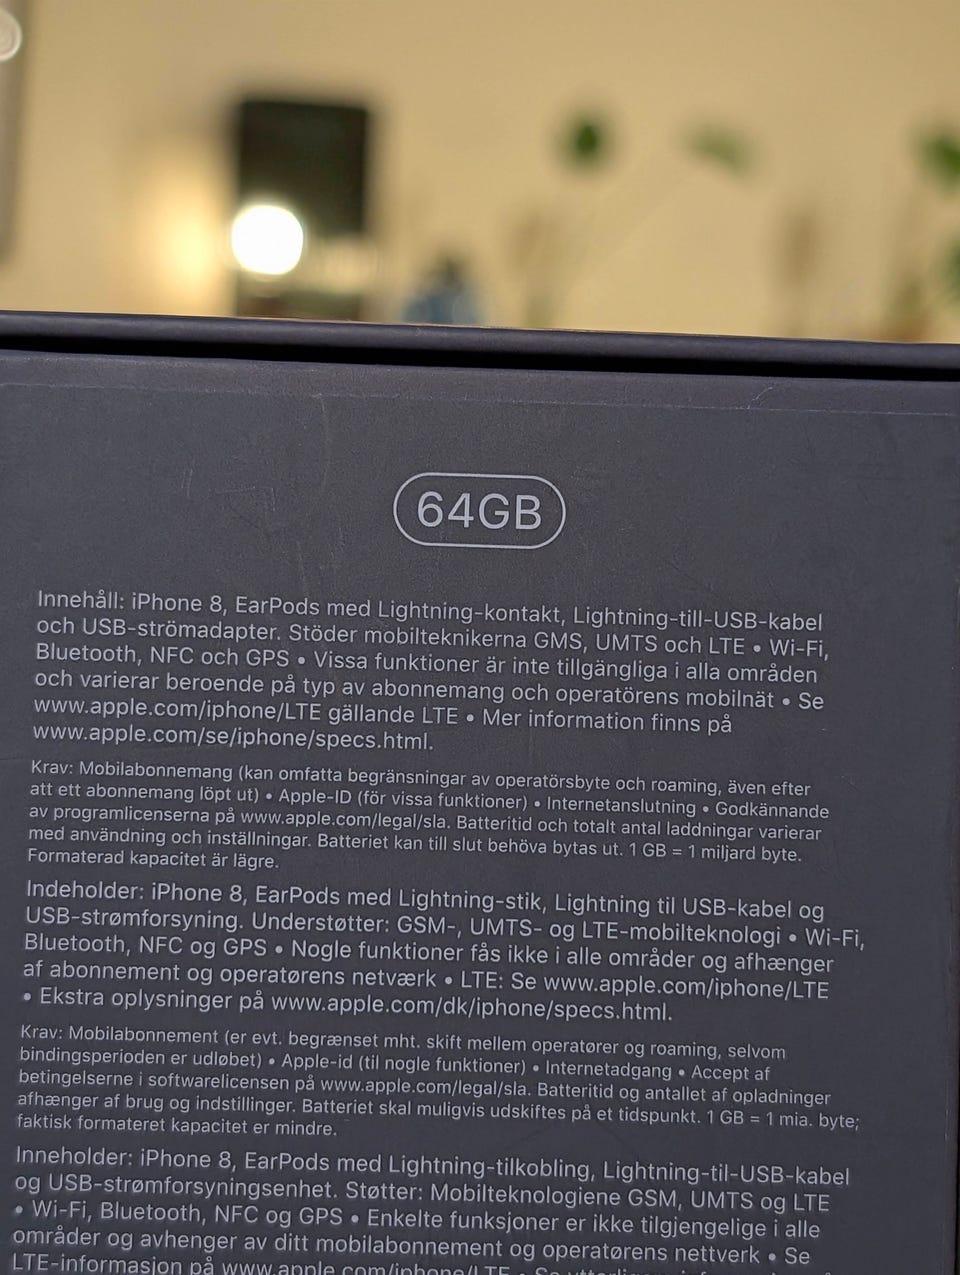 64GB
Innehåll: iPhone 8, EarPods med Lightning-kontakt, Lightning-till-USB-kabel
och USB-strömadapter. Stöder mobilteknikerna GMS, UMTS och LTE • Wi-Fi,
Bluetooth, NFC och GPS • Vissa funktioner är inte tillgängliga i alla områden
och varierar beroende på typ av abonnemang och operatörens mobilnät • Se
www.apple.com/iphone/LTE gällande LTE • Mer information finns på
www.apple.com/se/iphone/specs.html.
Krav: Mobilabonnemang (kan omfatta begränsningar av operatörsbyte och roaming, även efter
att ett abonnemang löpt ut) • Apple-ID (för vissa funktioner) • Internetanslutning • Godkännande
av programlicenserna på www.apple.com/legal/sla. Batteritid och totalt antal laddningar varierar
med användning och inställningar. Batteriet kan till slut behöva bytas ut. 1 GB = 1 miljard byte.
Formaterad kapacitet är lägre.
Indeholder: iPhone 8, EarPods med Lightning-stik, Lightning til USB-kabel og
USB-strømforsyning. Understøtter: GSM-, UMTS- og LTE-mobilteknologi • Wi-Fi,
Bluetooth, NFC og GPS • Nogle funktioner fås ikke i alle områder og afhænger
af abonnement og operatørens netværk • LTE: Se www.apple.com/iphone/LTE
• Ekstra oplysninger på www.apple.com/dk/iphone/specs.html.
Krav: Mobilabonnement (er evt. begrænset mht. skift mellem operatører og roaming, selvom
bindingsperioden er udløbet) • Apple-id (til nogle funktioner) • Internetadgang • Accept af
betingelserne i softwarelicensen på www.apple.com/legal/sla. Batteritid og antallet af opladninger
afhænger af brug og indstillinger. Batteriet skal muligvis udskiftes på et tidspunkt. 1 GB = 1 mia. byte;
faktisk formateret kapacitet er mindre.
Inneholder: iPhone 8, EarPods med Lightning-tilkobling, Lightning-til-USB-kabel
og USB-strømforsyningsenhet. Støtter: Mobilteknologiene GSM, UMTS og LTE
• Wi-Fi, Bluetooth, NFC og GPS • Enkelte funksjoner er ikke tilgjengelige i alle
områder og avhenger av ditt mobilabonnement og operatørens nettverk • Se
LTE-informasjon på www.apple.com/iphone/LTE • Se